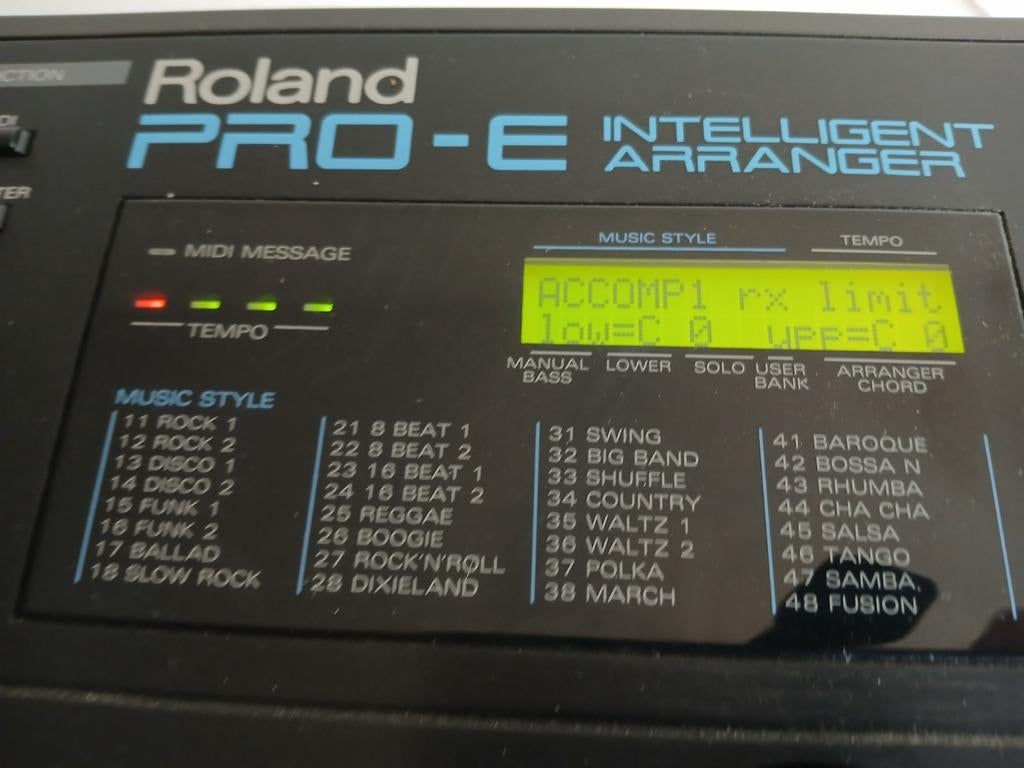 CTION
Roland
PRO-E INTELLIGENT
ARRANGER
DI
TER
MIDI MESSAGE
TEMPO
MUSIC STYLE TEMPO
ACCOMP1 rx limit
low=C 0 upp=C 0
MANUAL BASS LOWER SOLO USER BANK ARRANGER CHORD
MUSIC STYLE
11 ROCK 1
12 ROCK 2
13 DISCO 1
14 DISCO 2
15 FUNK 1
16 FUNK 2
17 BALLAD
18 SLOW ROCK
21 8 BEAT 1
22 8 BEAT 2
23 16 BEAT 1
24 16 BEAT 2
25 REGGAE
26 BOOGIE
27 ROCK'N'ROLL
28 DIXIELAND
31 SWING
32 BIG BAND
33 SHUFFLE
34 COUNTRY
35 WALTZ 1
36 WALTZ 2
37 POLKA
38 MARCH
41 BAROQUE
42 BOSSA N
43 RHUMBA
44 CHA CHA
45 SALSA
46 TANGO
47 SAMBA
48 FUSION